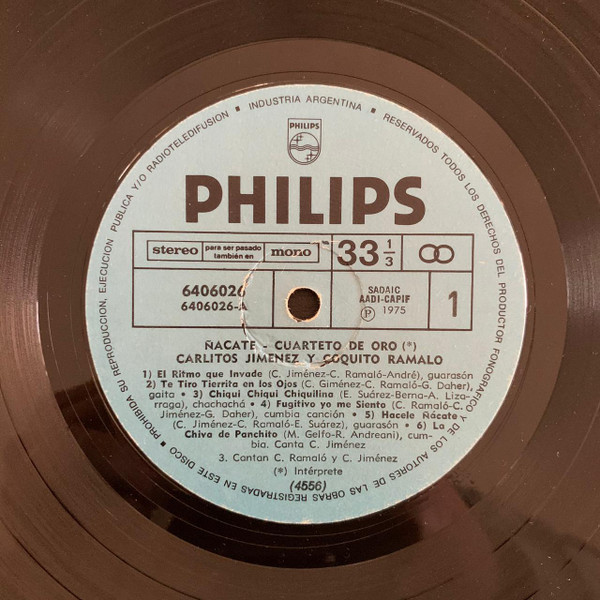 INDUSTRIA ARGENTINA ▪ RESERVADOS TODOS LOS DERECHOS DEL PRODUCTOR FONOGRAFICO Y DE LOS AUTORES DE LAS OBRAS REGISTRADAS EN ESTE DISCO ▪ PROHIBIDA SU REPRODUCCION, EJECUCION PUBLICA Y/O RADIOTELEDIFUSION ▪
PHILIPS
PHILIPS
stereo para ser pasado también en mono 33 1/3
6406026
6406026-A
SADAIC
AADI-CAPIF
Ⓟ 1975
1
ÑACATE - CUARTETO DE ORO (*)
CARLITOS JIMENEZ Y COQUITO RAMALO
1) El Ritmo que Invade (C. Jiménez-C. Ramaló-André), guarasón
2) Te Tiro Tierrita en los Ojos (C. Giménez-C. Ramaló-G. Daher),
gaita • 3) Chiqui Chiqui Chiquilina (E. Suárez-Berna-A. Liza-
rraga), chachachá • 4) Fugitivo yo me Siento (C. Ramaló-C.
Jiménez-G. Daher), cumbia canción • 5) Hacele Ñácate
(C. Jiménez-C. Ramaló-E. Suárez), guarasón • 6) La
Chiva de Panchito (M. Gelfo-R. Andreani), cum-
bia. Canta C. Jiménez
3. Cantan C. Ramaló y C. Jiménez
(*) Intérprete
(4556)